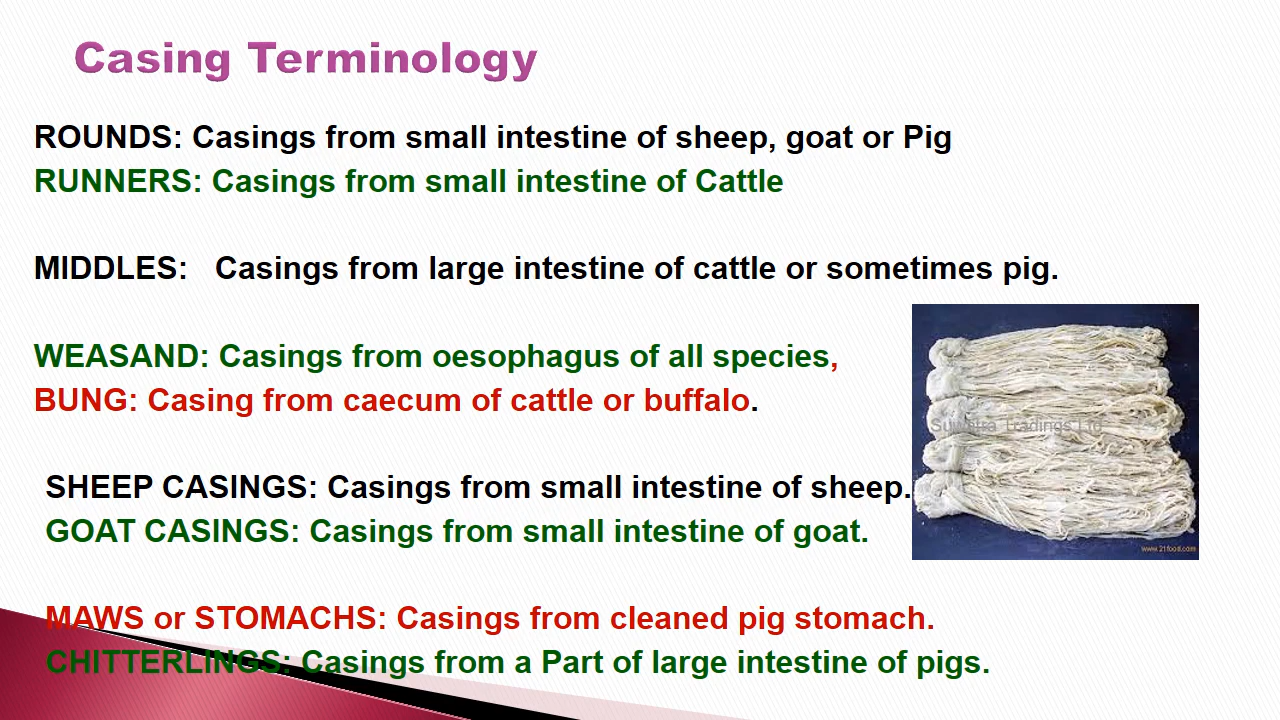 Casing Terminology
ROUNDS: Casings from small intestine of sheep, goat or Pig
RUNNERS: Casings from small intestine of Cattle
MIDDLES: Casings from large intestine of cattle or sometimes pig.
WEASAND: Casings from oesophagus of all species,
BUNG: Casing from caecum of cattle or buffalo.
SHEEP CASINGS: Casings from small intestine of sheep.
GOAT CASINGS: Casings from small intestine of goat.
MAWS or STOMACHS: Casings from cleaned pig stomach.
CHITTERLINGS: Casings from a Part of large intestine of pigs.
Tradings Ltd
www.21food.com